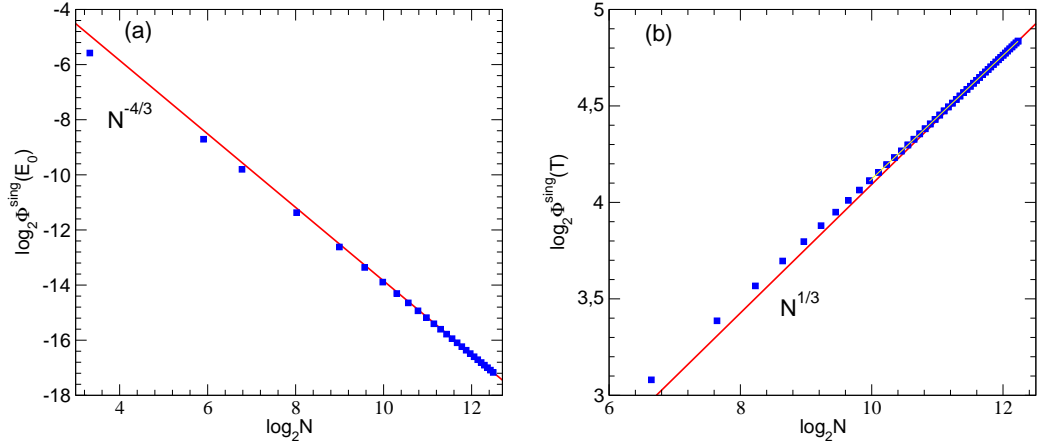 (a)
-4
-6
-8
-10
-12
-14
-16
-18
4
6
8
10
12
log₂Φ^sing(E₀)
log₂N
N^-4/3
(b)
5
4,5
4
3,5
3
6
8
10
12
log₂Φ^sing(T)
log₂N
N^1/3